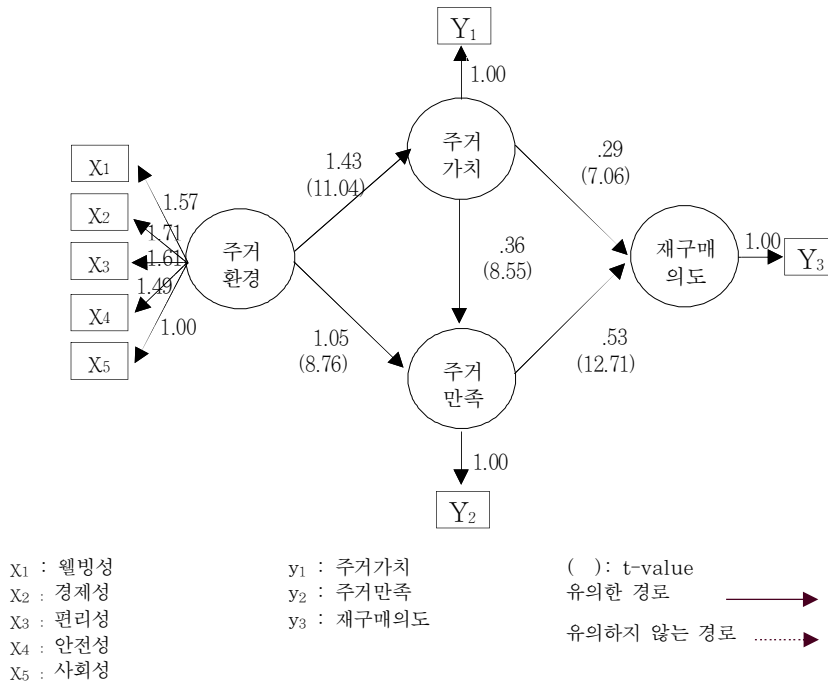 Y1
1.00
주거
가치
1.43
(11.04)
.29
(7.06)
X1
X2
X3
X4
X5
1.57
1.71
1.61
1.49
1.00
주거
환경
.36
(8.55)
재구매
의도
1.00
Y3
1.05
(8.76)
주거
만족
.53
(12.71)
1.00
Y2
X1 : 웰빙성
X2 : 경제성
X3 : 편리성
X4 : 안전성
X5 : 사회성
y1 : 주거가치
y2 : 주거만족
y3 : 재구매의도
( ): t-value
유의한 경로
유의하지 않는 경로